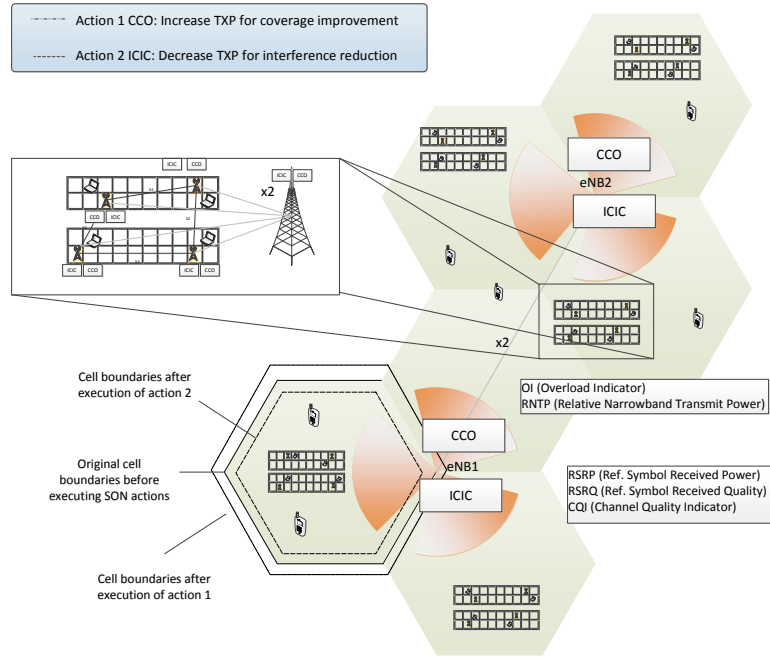 Action 1 CCO: Increase TXP for coverage improvement
Action 2 ICIC: Decrease TXP for interference reduction
CCO
eNB2
ICIC
ICIC CCO
ICIC CCO
x2
CCO ICIC
ICIC CCO
ICIC CCO
x2
OI (Overload Indicator)
RNTP (Relative Narrowband Transmit Power)
Cell boundaries after
execution of action 2
CCO
eNB1
ICIC
Original cell
boundaries before
executing SON actions
RSRP (Ref. Symbol Received Power)
RSRQ (Ref. Symbol Received Quality)
CQI (Channel Quality Indicator)
Cell boundaries after
execution of action 1